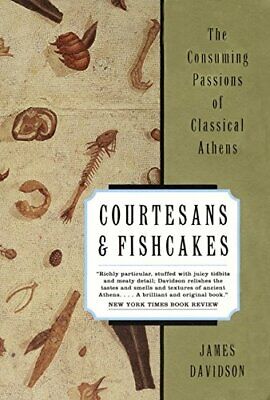 The
Consuming
Passions
of
Classical
Athens
COURTESANS
& FISHCAKES
"Richly particular, stuffed with juicy tidbits
and meaty detail; Davidson relishes the
tastes and smells and textures of ancient
Athens. . . . A brilliant and original book."
NEW YORK TIMES BOOK REVIEW
JAMES
DAVIDSON